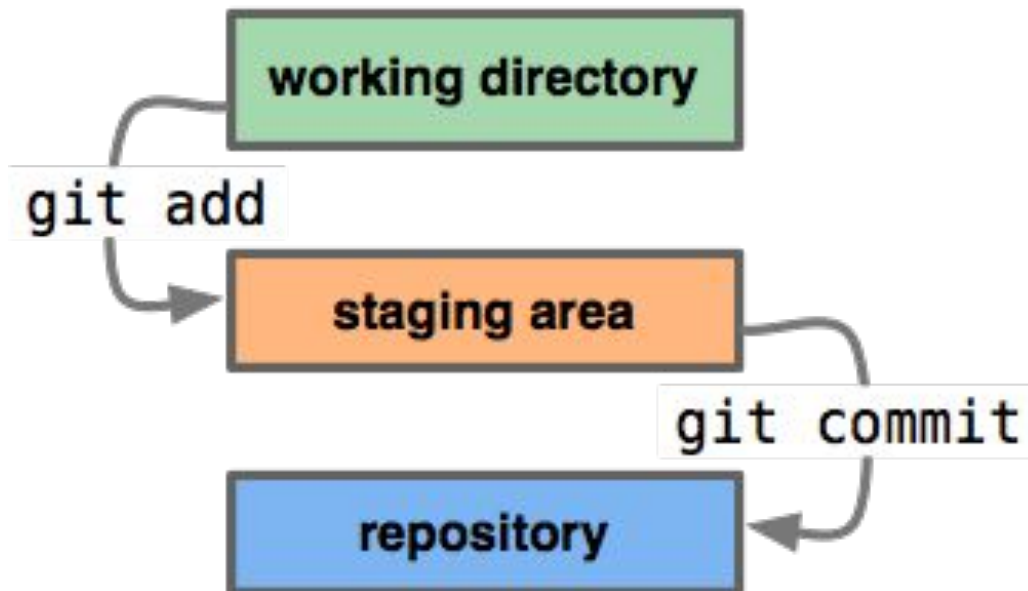 working directory
git add
staging area
git commit
repository